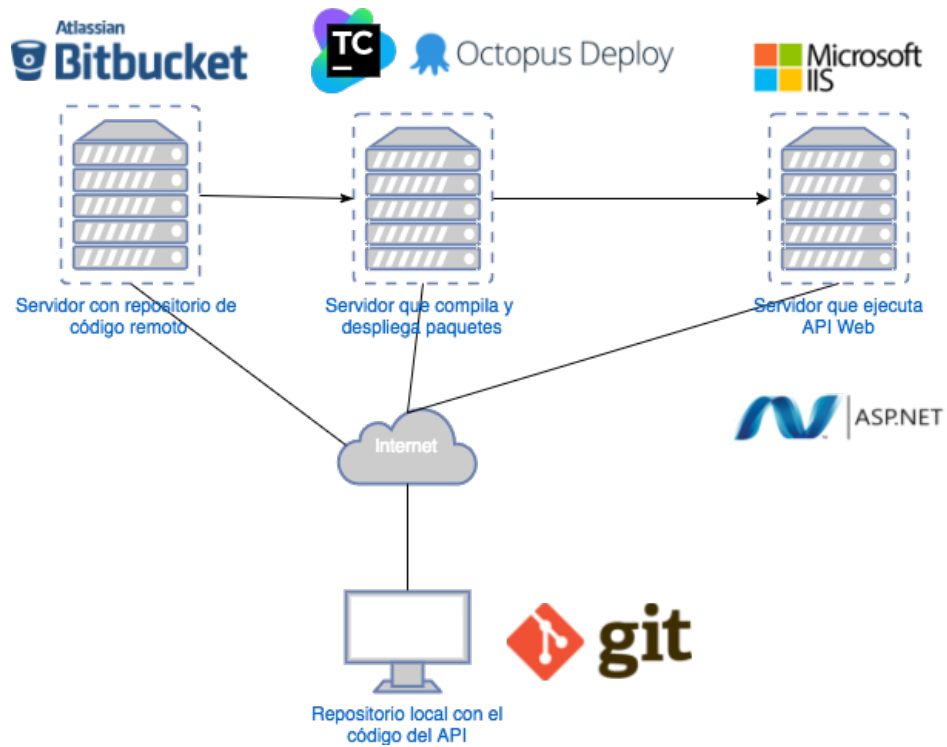 Atlassian
Bitbucket
TC
Octopus Deploy
Microsoft
IIS
Servidor con repositorio de
código remoto
Servidor que compila y
despliega paquetes
Servidor que ejecuta
API Web
ASP.NET
Internet
git
Repositorio local con el
código del API